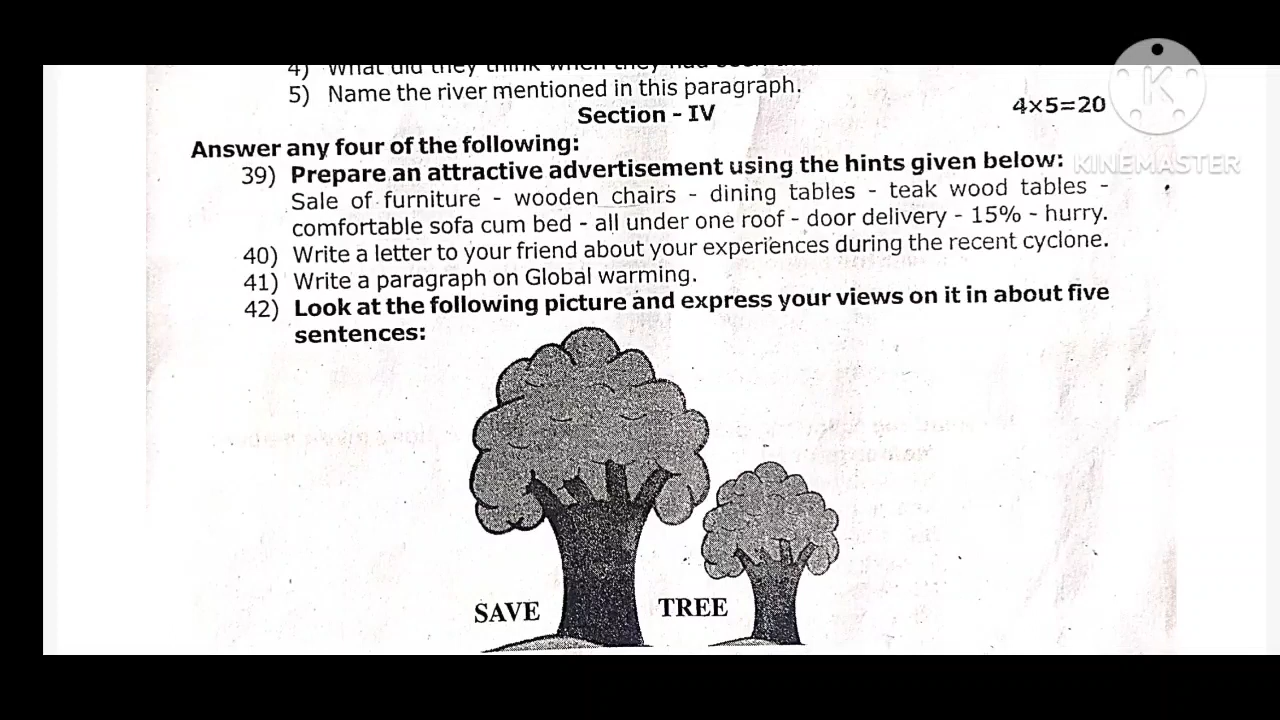 4) What did they think when they had seen the
5) Name the river mentioned in this paragraph.
Section - IV
4x5=20
Answer any four of the following:
39) Prepare an attractive advertisement using the hints given below:
Sale of furniture - wooden chairs - dining tables - teak wood tables -
comfortable sofa cum bed - all under one roof - door delivery - 15% - hurry.
40) Write a letter to your friend about your experiences during the recent cyclone.
41) Write a paragraph on Global warming.
42) Look at the following picture and express your views on it in about five
sentences:
SAVE TREE
K
KINEMASTER